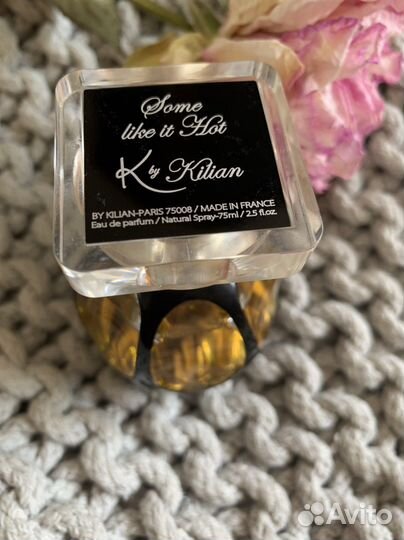 Some
like it Hot
K by Kilian
BY KILIAN-PARIS 75008 / MADE IN FRANCE
Eau de parfum / Natural Spray-75ml / 2.5 fl.oz.
Avito